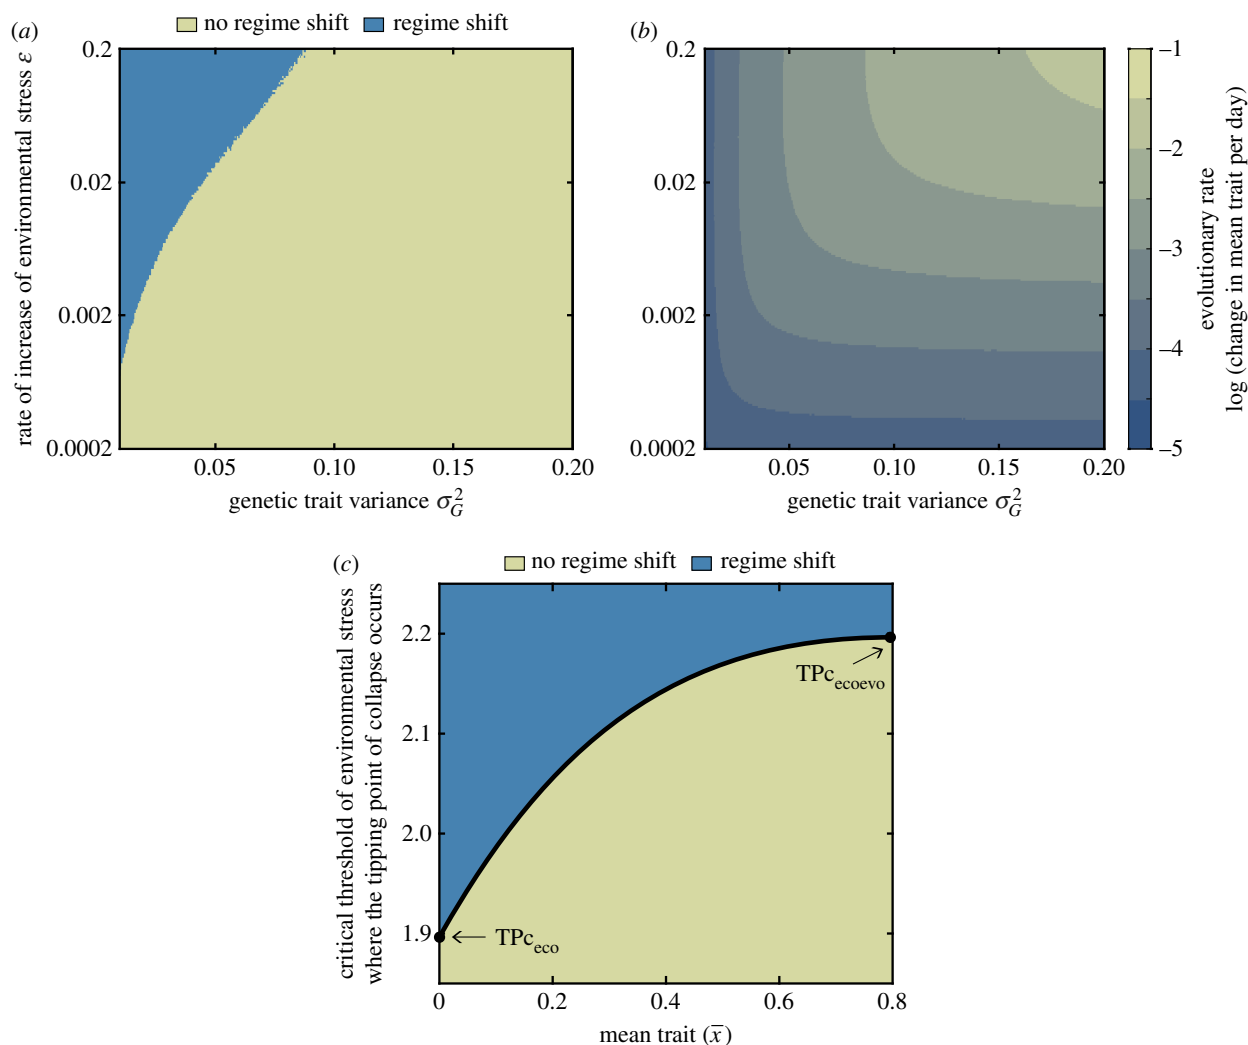 (a)
no regime shift
regime shift
rate of increase of environmental stress ε
0.2
0.02
0.002
0.0002
0.05
0.10
0.15
0.20
genetic trait variance σ²G
(b)
0.2
0.02
0.002
0.0002
0.05
0.10
0.15
0.20
genetic trait variance σ²G
–1
–2
–3
–4
–5
evolutionary rate
log (change in mean trait per day)
(c)
no regime shift
regime shift
critical threshold of environmental stress
where the tipping point of collapse occurs
2.2
2.1
2.0
1.9
TPc_ecoevo
TPc_eco
0
0.2
0.4
0.6
0.8
mean trait (x̅)